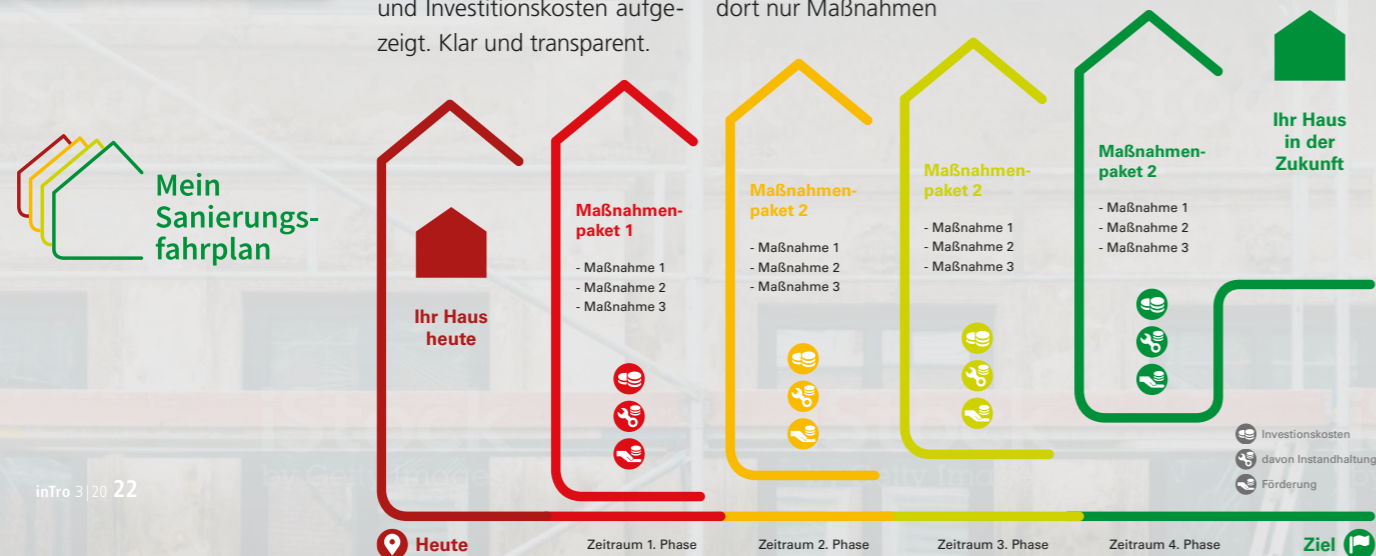 und Investitionskosten aufge-
zeigt. Klar und transparent.
dort nur Maßnahmen
Mein
Sanierungs-
fahrplan
Ihr Haus
heute
Maßnahmen-
paket 1
- Maßnahme 1
- Maßnahme 2
- Maßnahme 3
Maßnahmen-
paket 2
- Maßnahme 1
- Maßnahme 2
- Maßnahme 3
Maßnahmen-
paket 2
- Maßnahme 1
- Maßnahme 2
- Maßnahme 3
Maßnahmen-
paket 2
- Maßnahme 1
- Maßnahme 2
- Maßnahme 3
Ihr Haus
in der
Zukunft
Investionskosten
davon Instandhaltung
Förderung
inTro 3|20 22
Heute
Zeitraum 1. Phase
Zeitraum 2. Phase
Zeitraum 3. Phase
Zeitraum 4. Phase
Ziel